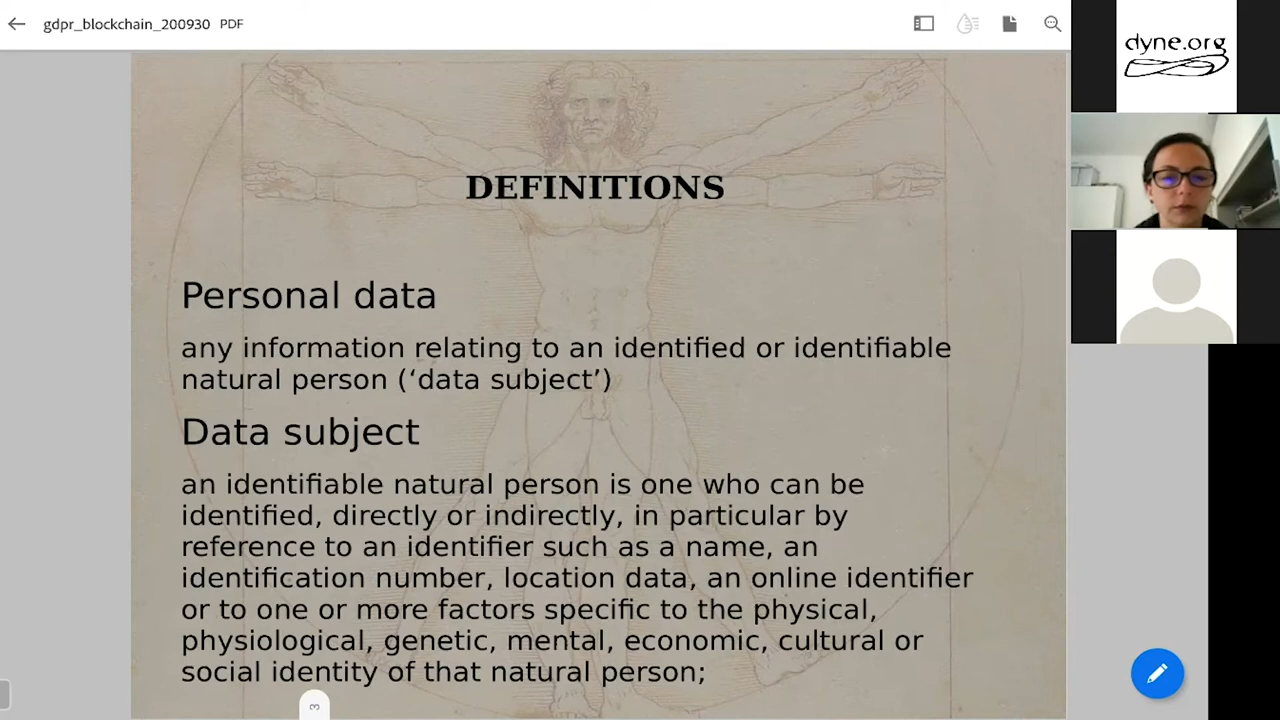 gdpr_blockchain_200930 PDF
dyne.org
DEFINITIONS
Personal data
any information relating to an identified or identifiable
natural person (‘data subject’)
Data subject
an identifiable natural person is one who can be
identified, directly or indirectly, in particular by
reference to an identifier such as a name, an
identification number, location data, an online identifier
or to one or more factors specific to the physical,
physiological, genetic, mental, economic, cultural or
social identity of that natural person;
3